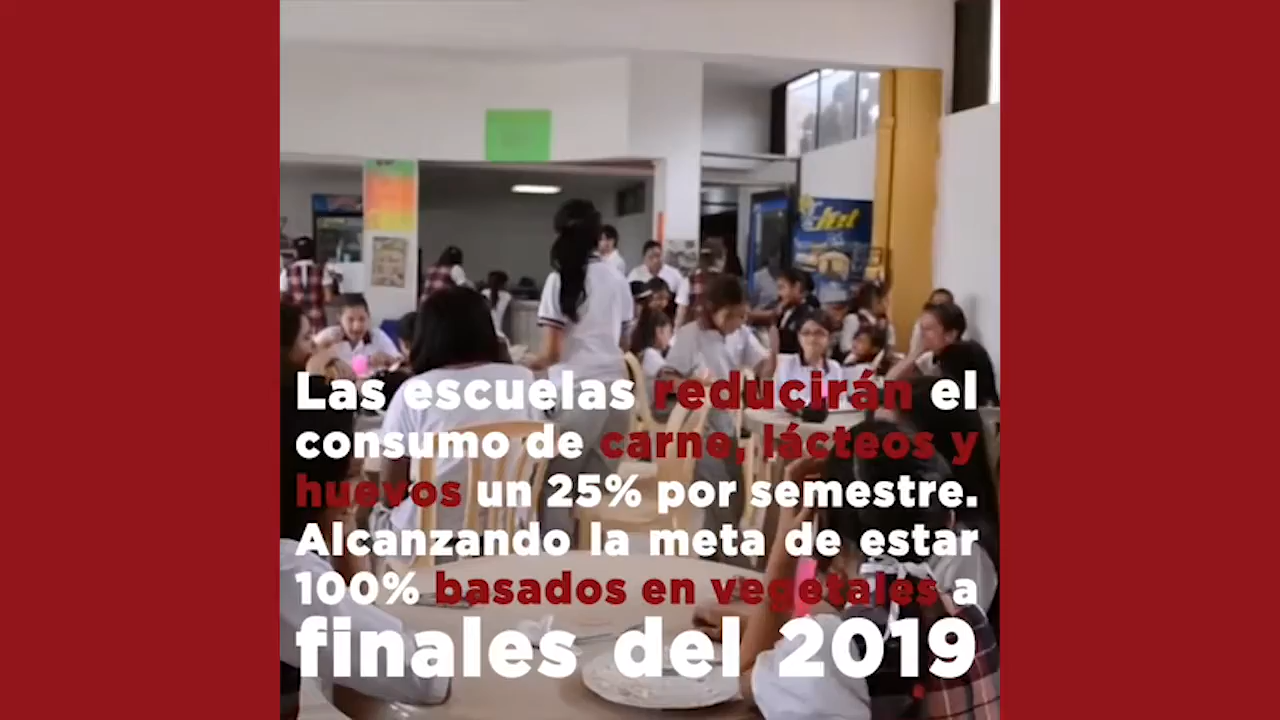 Jet
Las escuelas reducirán el
consumo de carne, lácteos y
huevos un 25% por semestre.
Alcanzando la meta de estar
100% basados en vegetales a
finales del 2019